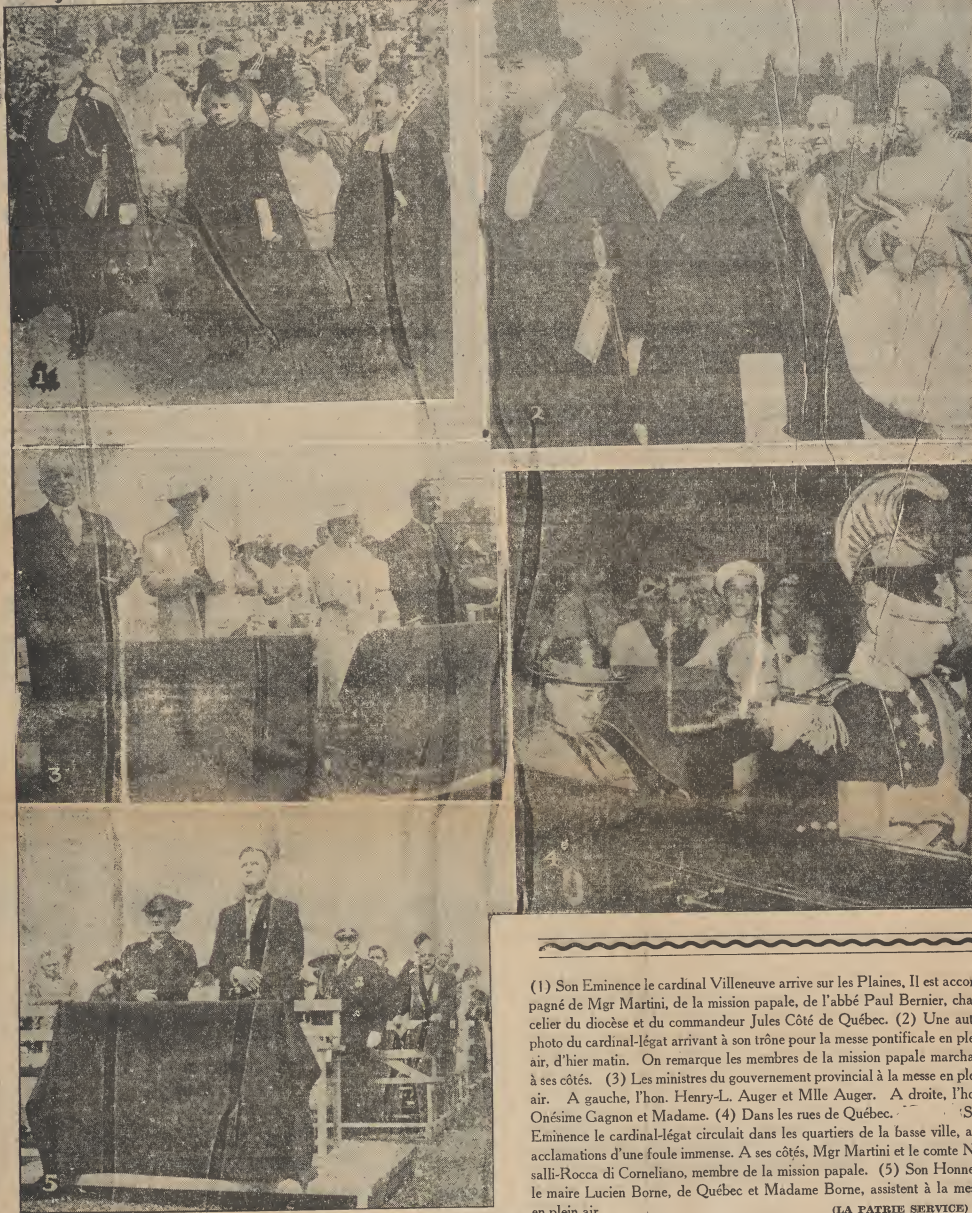 1
2
3
4
5
(1) Son Eminence le cardinal Villeneuve arrive sur les Plaines, Il est accom
pagné de Mgr Martini, de la mission papale, de l'abbé Paul Bernier, cha
celier du diocèse et du commandeur Jules Côté de Québec. (2) Une aut
photo du cardinal-légat arrivant à son trône pour la messe pontificale en ple
air, d'hier matin. On remarque les membres de la mission papale marcha
à ses côtés. (3) Les ministres du gouvernement provincial à la messe en ple
air. A gauche, l'hon. Henry-L. Auger et Mlle Auger. A droite, l'ho
Onésime Gagnon et Madame. (4) Dans les rues de Québec. S
Eminence le cardinal-légat circulait dans les quartiers de la basse ville, a
acclamations d'une foule immense. A ses côtés, Mgr Martini et le comte N
salli-Rocca di Corneliano, membre de la mission papale. (5) Son Honne
le maire Lucien Borne, de Québec et Madame Borne, assistent à la me
en plein air.
(LA PATRIE SERVICE)